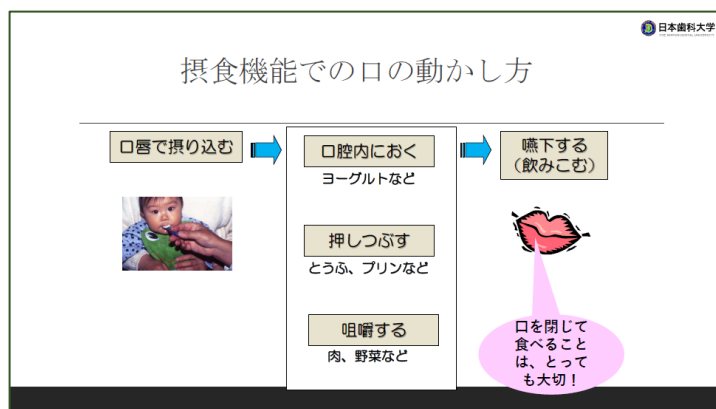 日本歯科大学
THE NIPPON DENTAL UNIVERSITY
摂食機能での口の動かし方
口唇で摂り込む
口腔内におく
ヨーグルトなど
押しつぶす
とうふ、プリンなど
咀嚼する
肉、野菜など
嚥下する
（飲みこむ）
口を閉じて
食べること
は、とって
も大切！